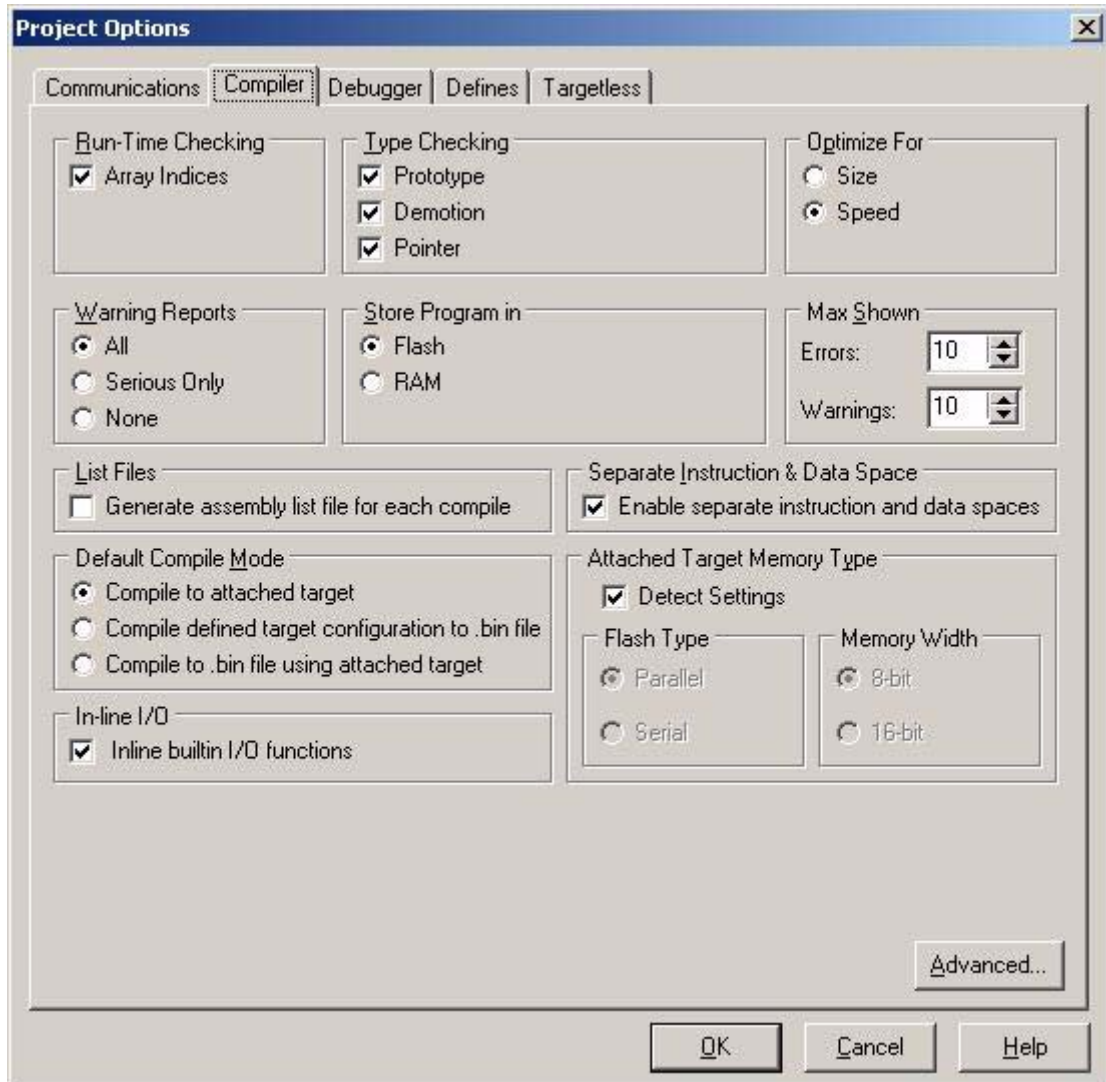 Project Options
Communications Compiler Debugger Defines Targetless
Run-Time Checking
Array Indices
Type Checking
Prototype
Demotion
Pointer
Optimize For
Size
Speed
Warning Reports
All
Serious Only
None
Store Program in
Flash
RAM
Max Shown
Errors: 10
Warnings: 10
List Files
Generate assembly list file for each compile
Separate Instruction & Data Space
Enable separate instruction and data spaces
Default Compile Mode
Compile to attached target
Compile defined target configuration to .bin file
Compile to .bin file using attached target
Attached Target Memory Type
Detect Settings
Flash Type
Parallel
Serial
Memory Width
8-bit
16-bit
In-line I/O
Inline builtin I/O functions
Advanced...
OK Cancel Help